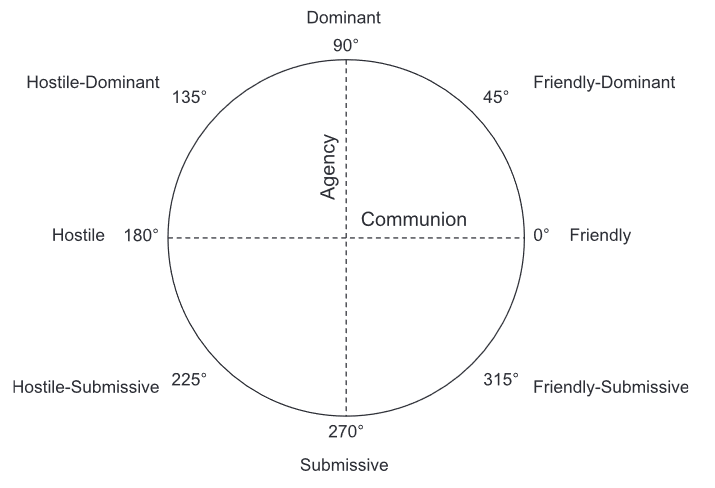 Dominant
90°
Hostile-Dominant
135°
45°
Friendly-Dominant
Agency
Communion
Hostile
180°
0°
Friendly
Hostile-Submissive
225°
315°
Friendly-Submissive
270°
Submissive